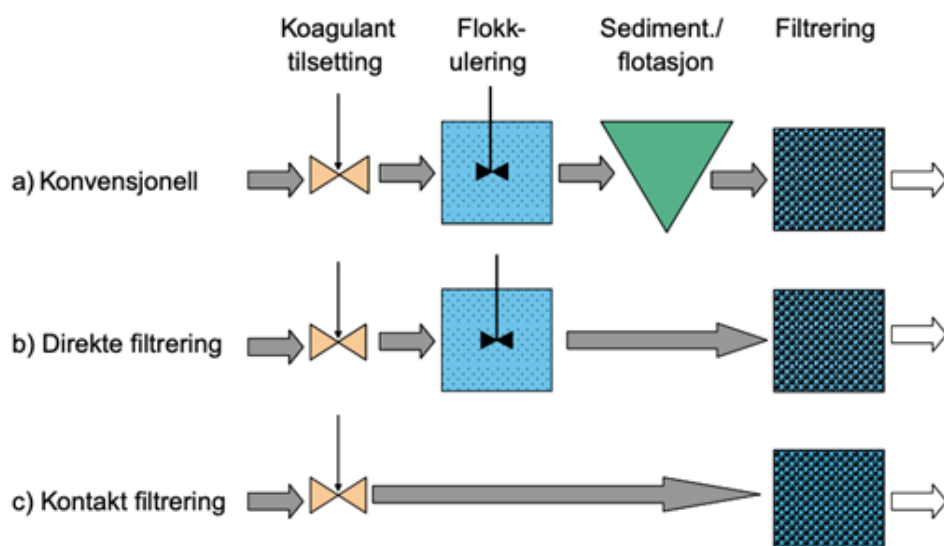 Koagulant
tilsetting
Flokk-
ulering
Sediment./
flotasjon
Filtrering
a) Konvensjonell
b) Direkte filtrering
c) Kontakt filtrering